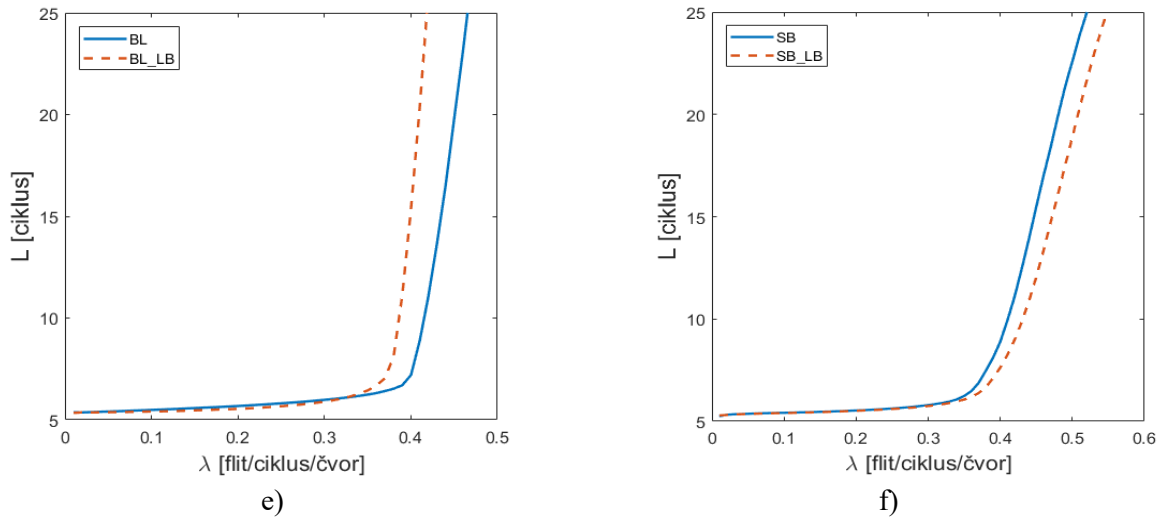 25
20
15
10
5
L [ciklus]
BL
BL_LB
0
0.1
0.2
0.3
0.4
0.5
λ [flit/ciklus/čvor]
e)
25
20
15
10
5
L [ciklus]
SB
SB_LB
0
0.1
0.2
0.3
0.4
0.5
0.6
λ [flit/ciklus/čvor]
f)